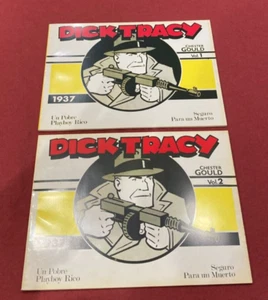 DICK TRACY
CHESTER
GOULD
Vol. 1
1937
Un Pobre
Playboy Rico
Seguro
Para un Muerto
DICK TRACY
CHESTER
GOULD
Vol. 2
Un Pobre
Playboy Rico
Seguro
Para un Muerto